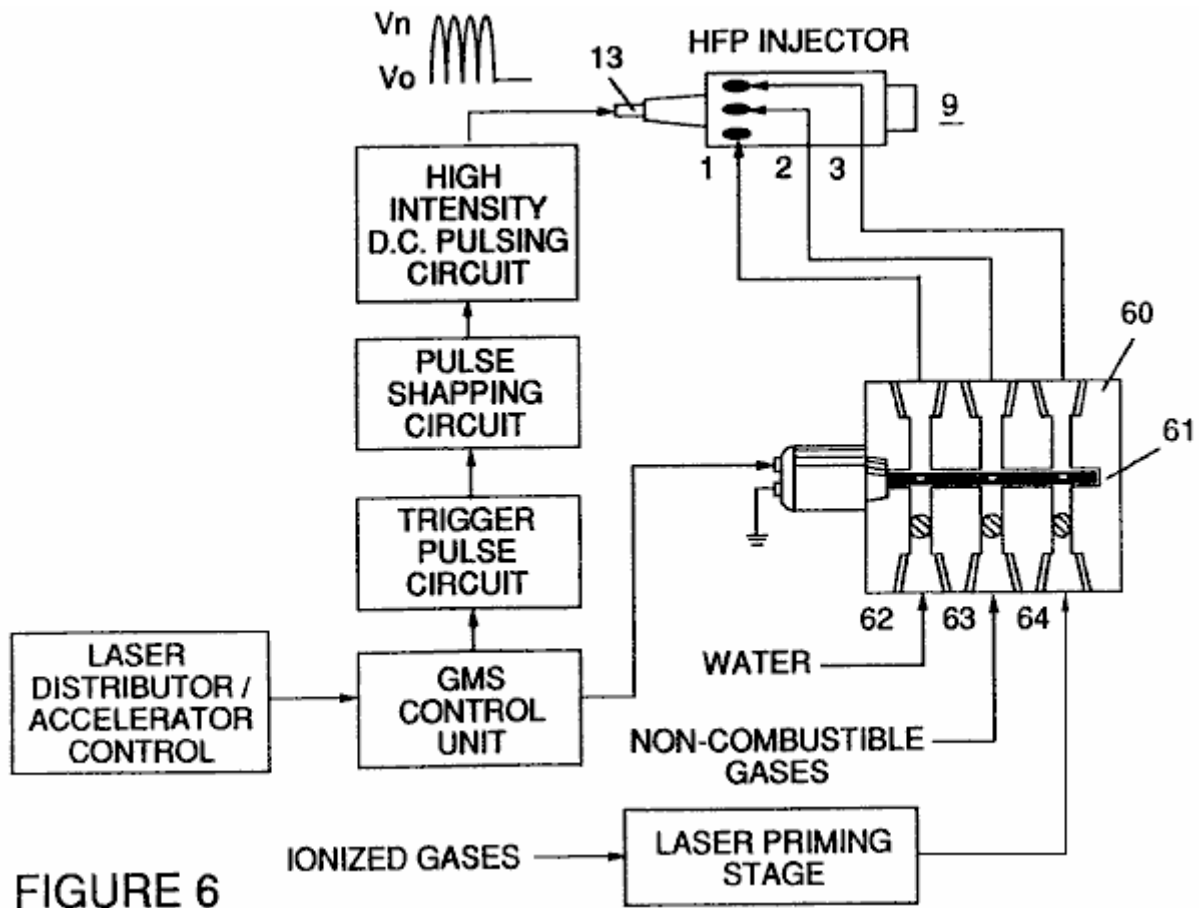 Vn
Vo
13
HFP INJECTOR
9
1
2
3
HIGH
INTENSITY
D.C. PULSING
CIRCUIT
60
PULSE
SHAPPING
CIRCUIT
61
TRIGGER
PULSE
CIRCUIT
62
63
64
LASER
DISTRIBUTOR /
ACCELERATOR
CONTROL
GMS
CONTROL
UNIT
WATER
NON-COMBUSTIBLE
GASES
IONIZED GASES
LASER PRIMING
STAGE
FIGURE 6